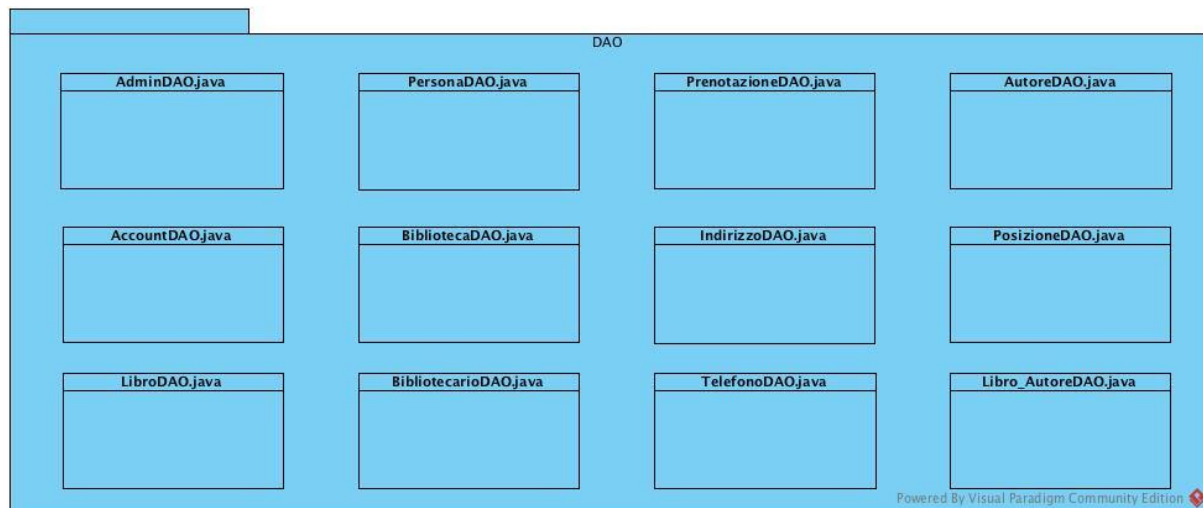 DAO
AdminDAO.java
PersonaDAO.java
PrenotazioneDAO.java
AutoreDAO.java
AccountDAO.java
BibliotecaDAO.java
IndirizzoDAO.java
PosizioneDAO.java
LibroDAO.java
BibliotecarioDAO.java
TelefonoDAO.java
Libro_AutoreDAO.java
Powered By Visual Paradigm Community Edition